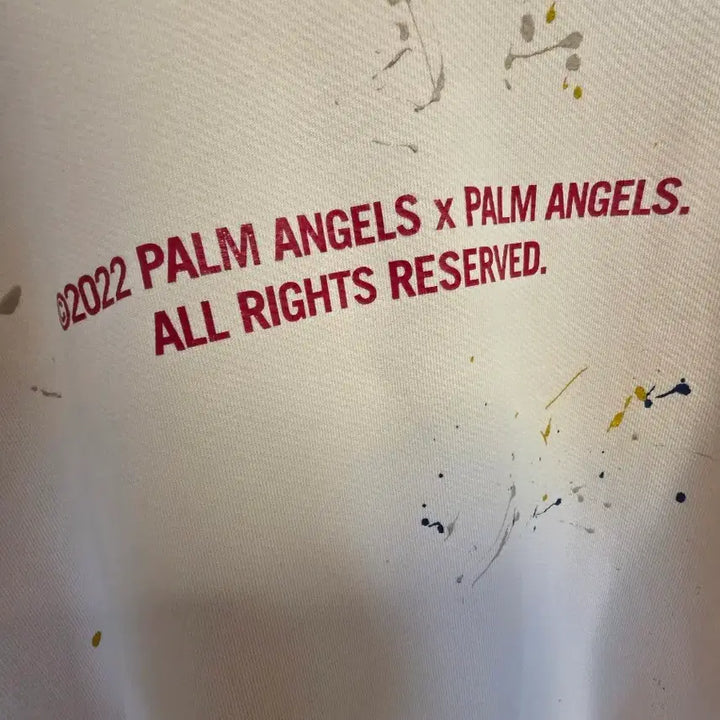 ©2022 PALM ANGELS x PALM ANGELS.
ALL RIGHTS RESERVED.